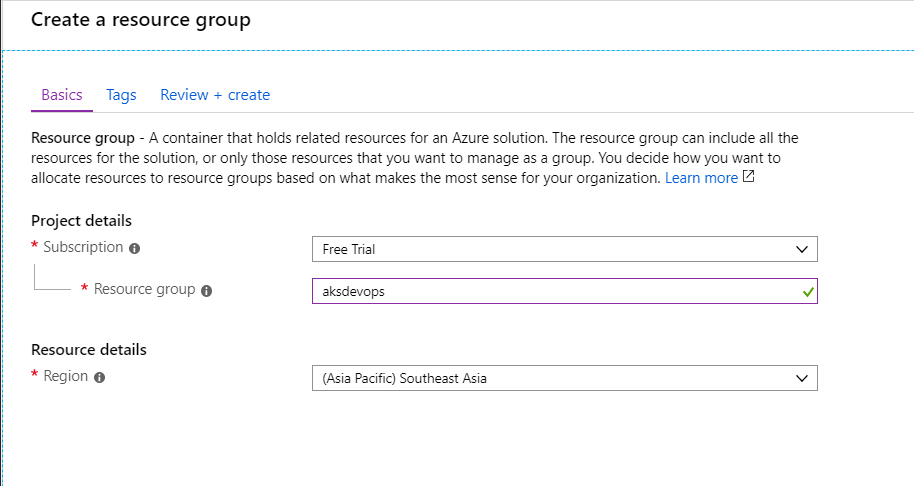 Create a resource group
Basics Tags Review + create
Resource group - A container that holds related resources for an Azure solution. The resource group can include all the
resources for the solution, or only those resources that you want to manage as a group. You decide how you want to
allocate resources to resource groups based on what makes the most sense for your organization. Learn more
Project details
* Subscription Free Trial
* Resource group aksdevops
Resource details
* Region (Asia Pacific) Southeast Asia